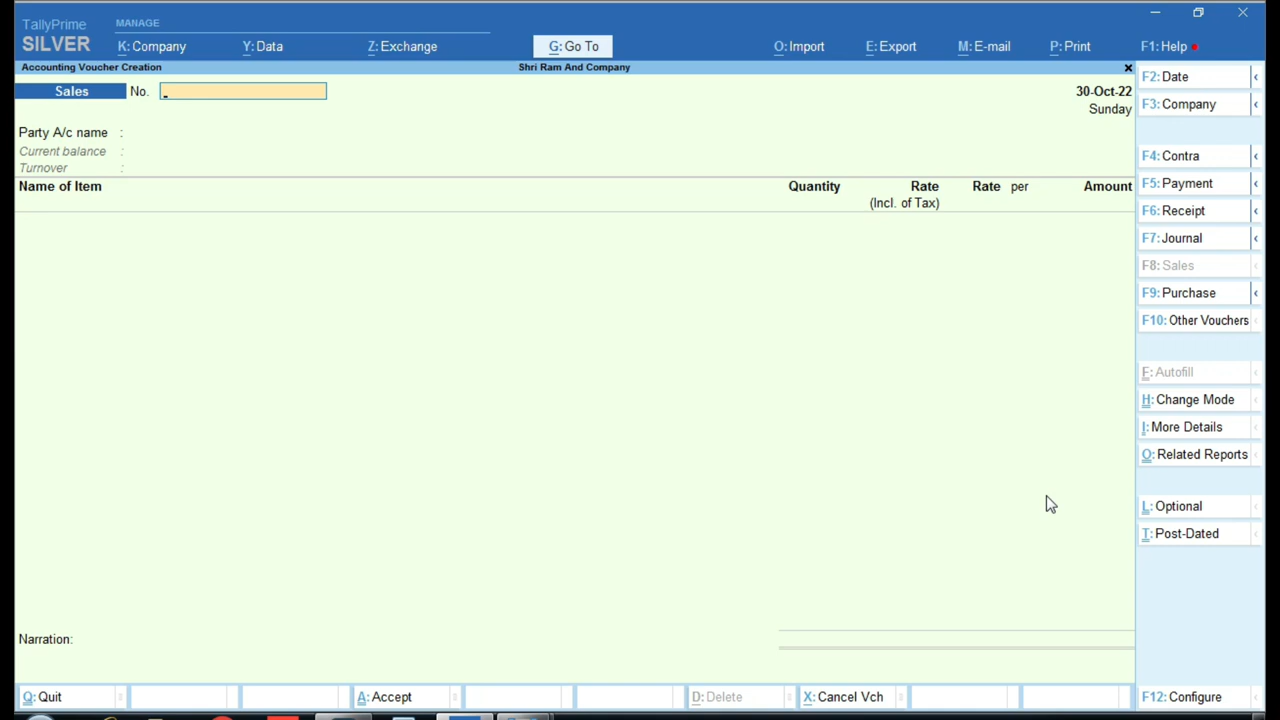 TallyPrime MANAGE
SILVER K: Company Y: Data Z: Exchange G: Go To O: Import E: Export M: E-mail P: Print F1: Help
Accounting Voucher Creation Shri Ram And Company
Sales No. 30-Oct-22
Sunday
Party A/c name :
Current balance :
Turnover :
Name of Item Quantity Rate Rate per Amount
(Incl. of Tax)
Narration:
Q: Quit A: Accept D: Delete X: Cancel Vch
F2: Date
F3: Company
F4: Contra
F5: Payment
F6: Receipt
F7: Journal
F8: Sales
F9: Purchase
F10: Other Vouchers
F: Autofill
H: Change Mode
I: More Details
O: Related Reports
L: Optional
T: Post-Dated
F12: Configure